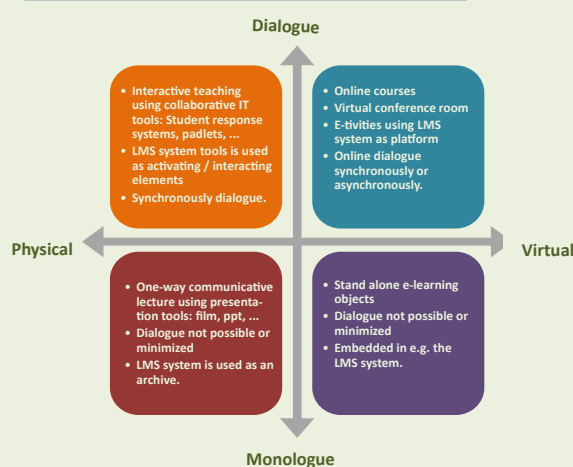 Dialogue
• Interactive teaching
using collaborative IT
tools: Student response
systems, padlets, ...
• LMS system tools is used
as activating / interacting
elements
• Synchronously dialogue.
• Online courses
• Virtual conference room
• E-tivities using LMS
system as platform
• Online dialogue
synchronously or
asynchronously.
Physical
Virtual
• One-way communicative
lecture using presenta-
tion tools: film, ppt, ...
• Dialogue not possible or
minimized
• LMS system is used as an
archive.
• Stand alone e-learning
objects
• Dialogue not possible or
minimized
• Embedded in e.g. the
LMS system.
Monologue